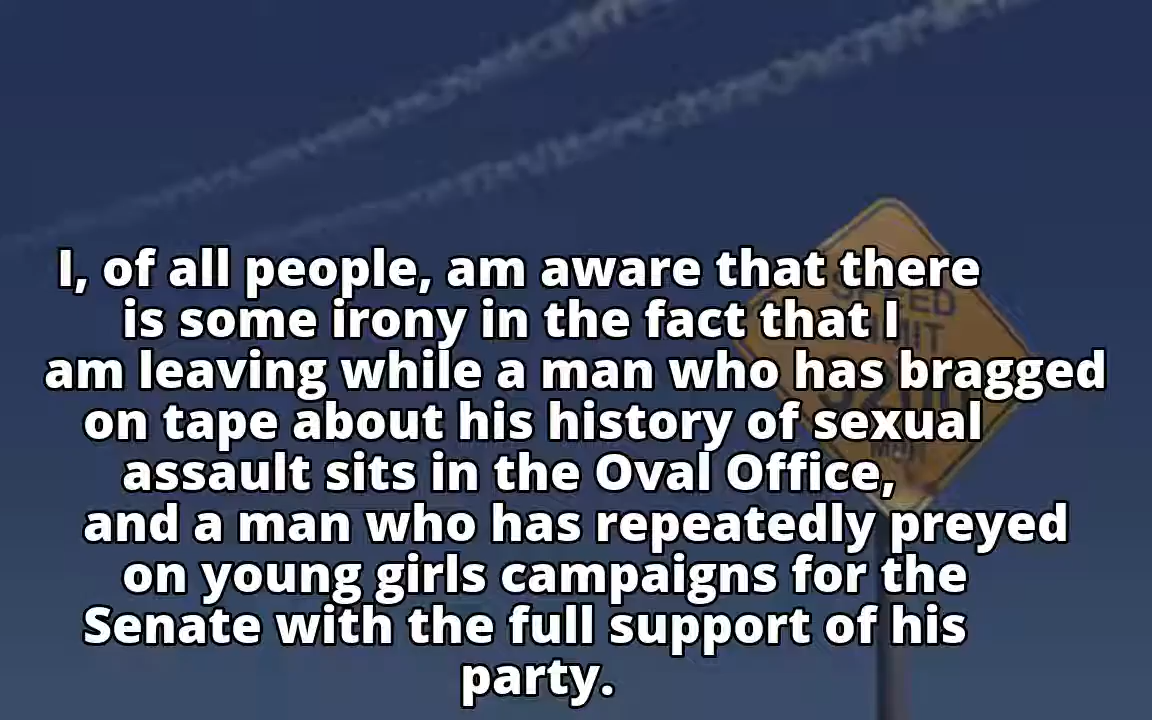 I, of all people, am aware that there
is some irony in the fact that I
am leaving while a man who has bragged
on tape about his history of sexual
assault sits in the Oval Office,
and a man who has repeatedly preyed
on young girls campaigns for the
Senate with the full support of his
party.
SPEED
LIMIT